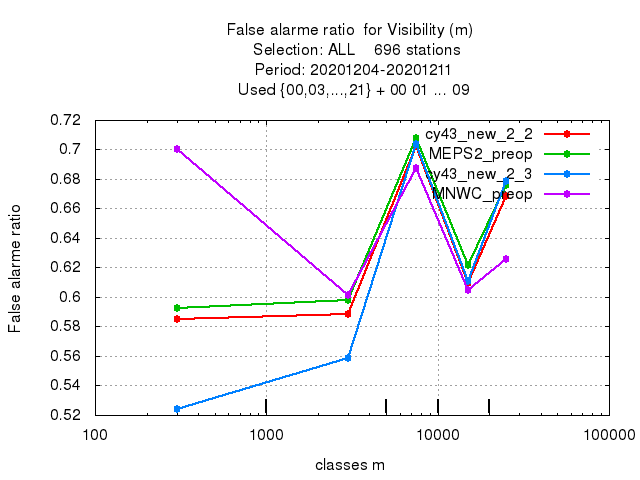 False alarme ratio  for Visibility (m)
Selection: ALL    696 stations
Period: 20201204-20201211
Used {00,03,...,21} + 00 01 ... 09
0.72
0.7
0.68
0.66
0.64
0.62
0.6
0.58
0.56
0.54
0.52
False alarme ratio
cy43_new_2_2
MEPS2_preop
cy43_new_2_3
MNWC_preop
100 1000 10000 100000
classes m